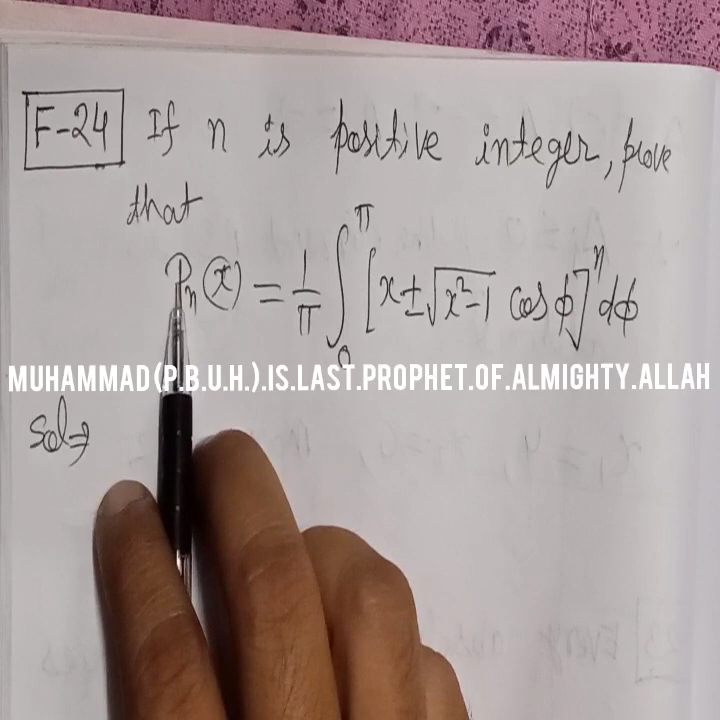 F-24 If n is positive integer, prove
that
Pn(x) = 1/π ∫₀^π [x ± √(x²-1) cos φ]^n dφ
MUHAMMAD(P.B.U.H.).IS.LAST.PROPHET.OF.ALMIGHTY.ALLAH
Sol⇒